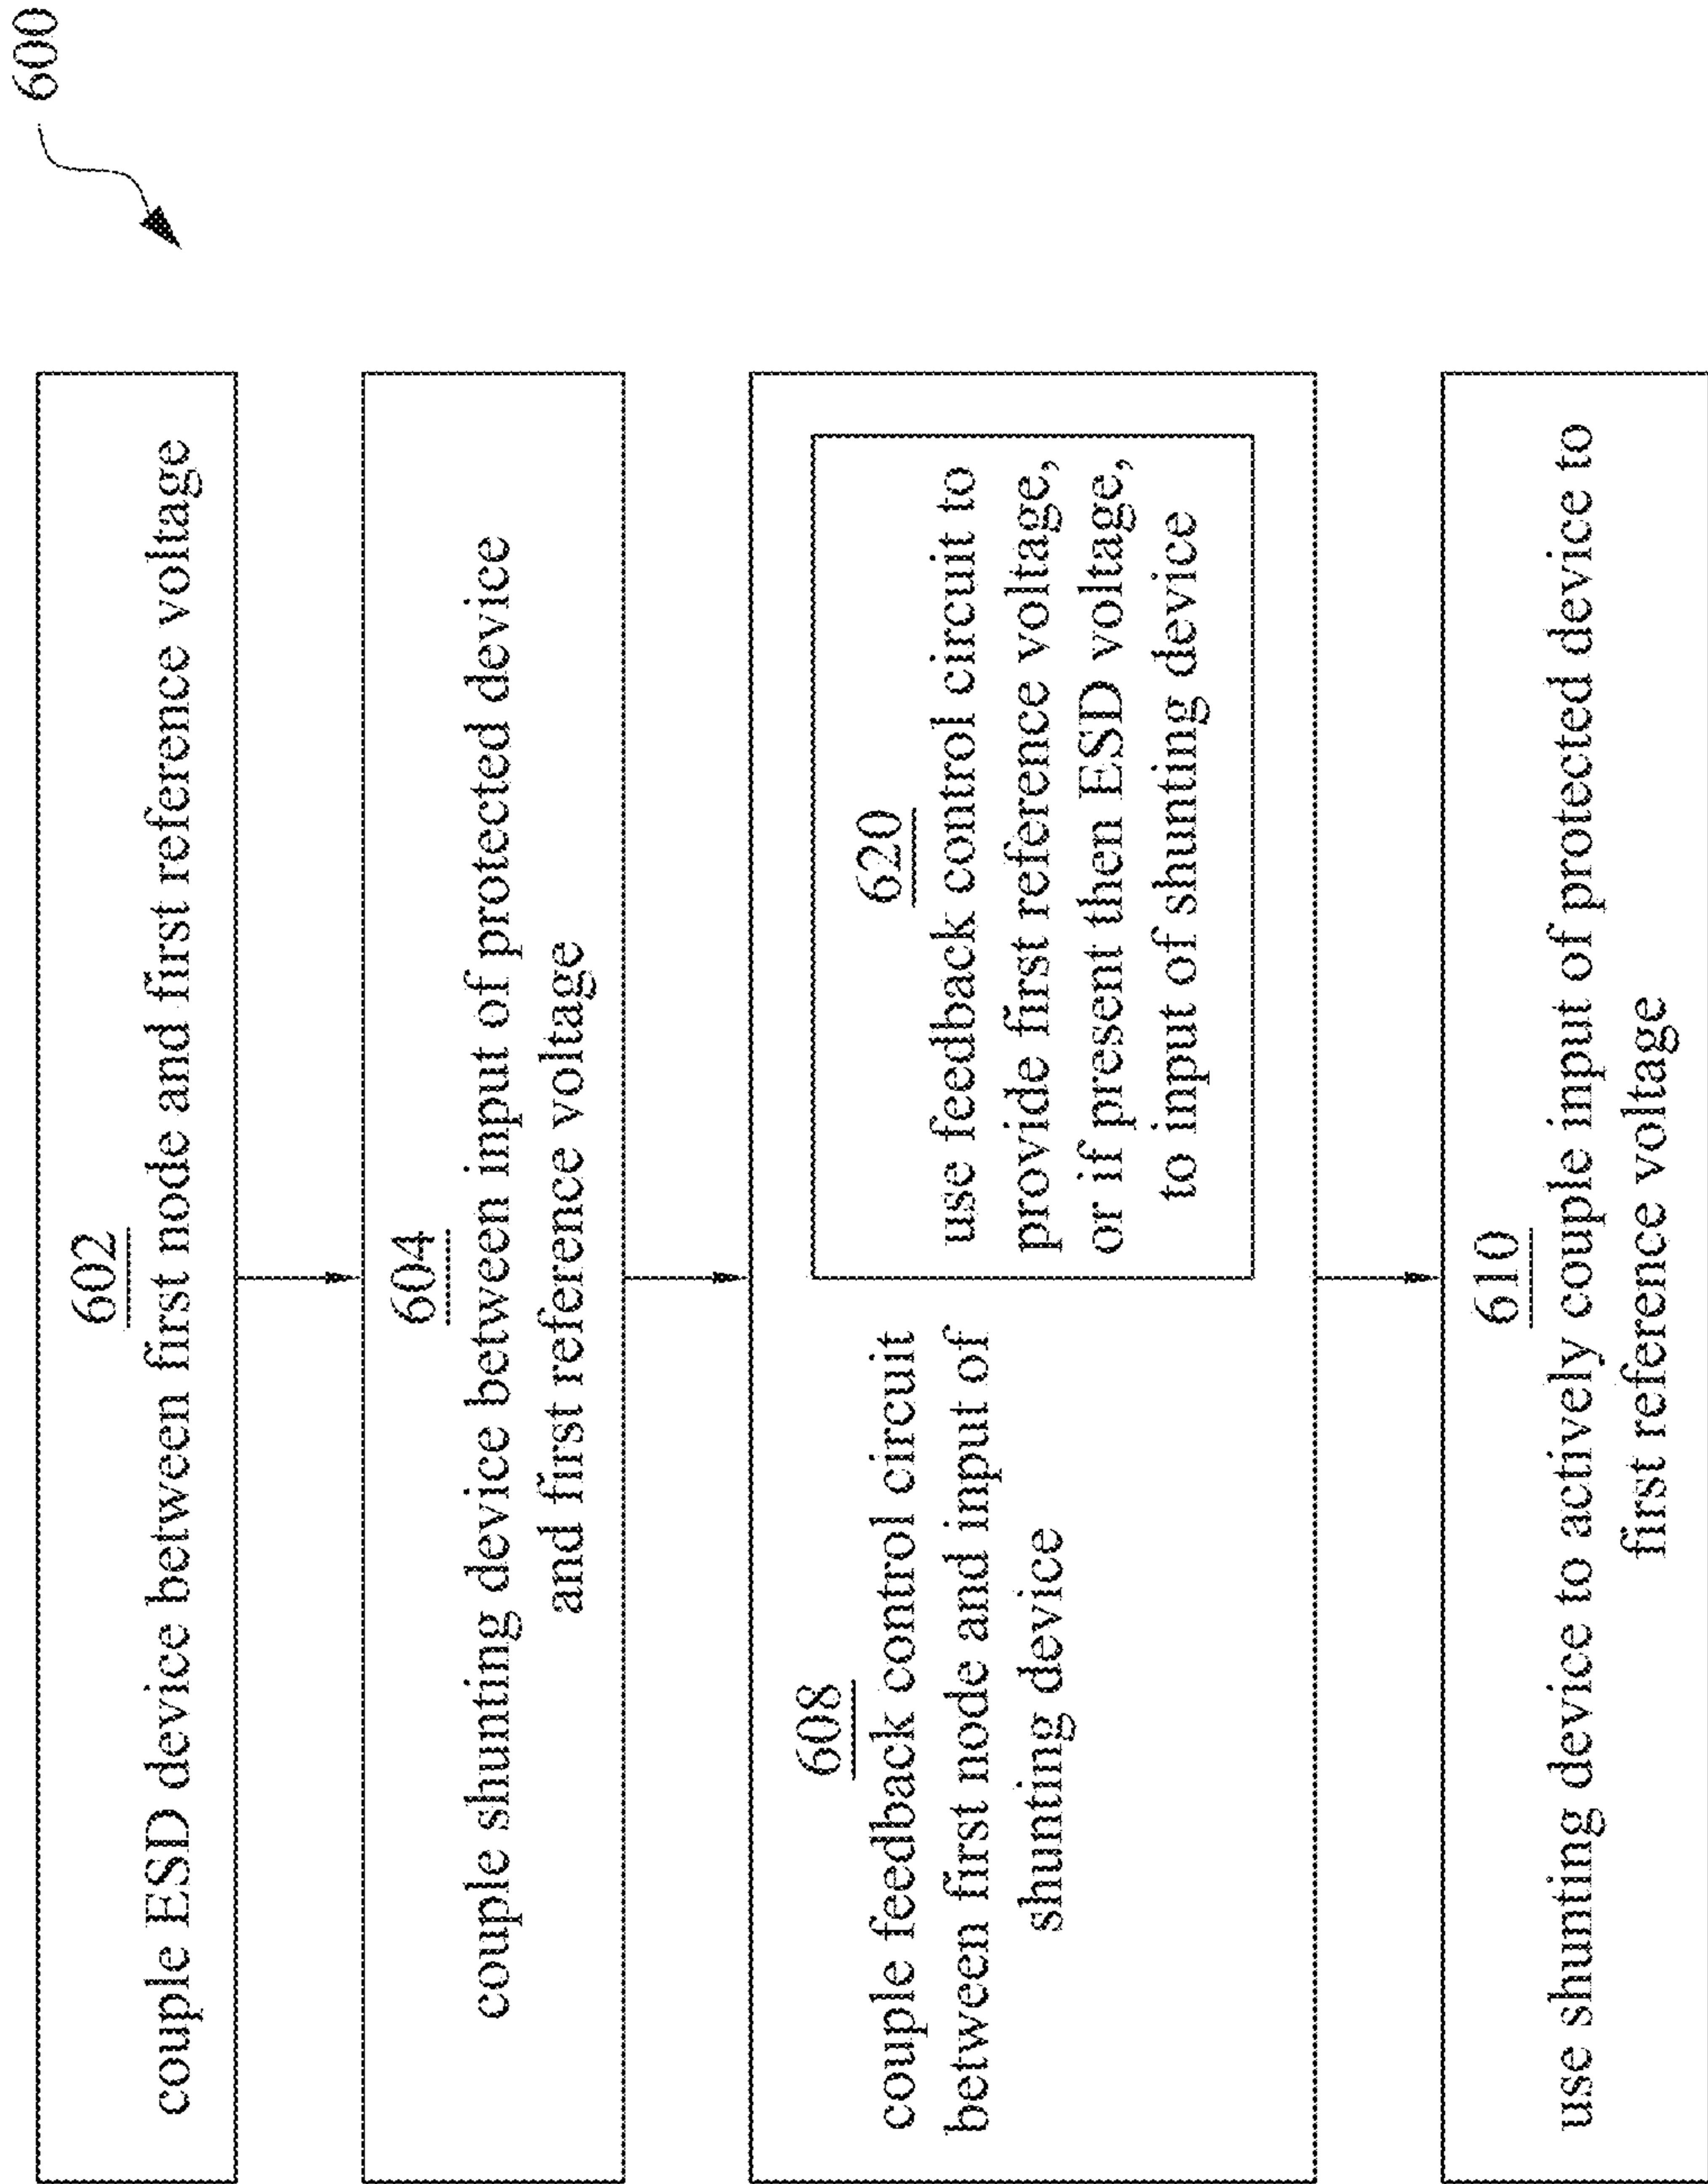 600
602
couple ESD device between first node and first reference voltage
604
couple shunting device between input of protected device
and first reference voltage
608
couple feedback control circuit
between first node and input of
shunting device
620
use feedback control circuit to
provide first reference voltage,
or if present then ESD voltage,
to input of shunting device
610
use shunting device to actively couple input of protected device to
first reference voltage